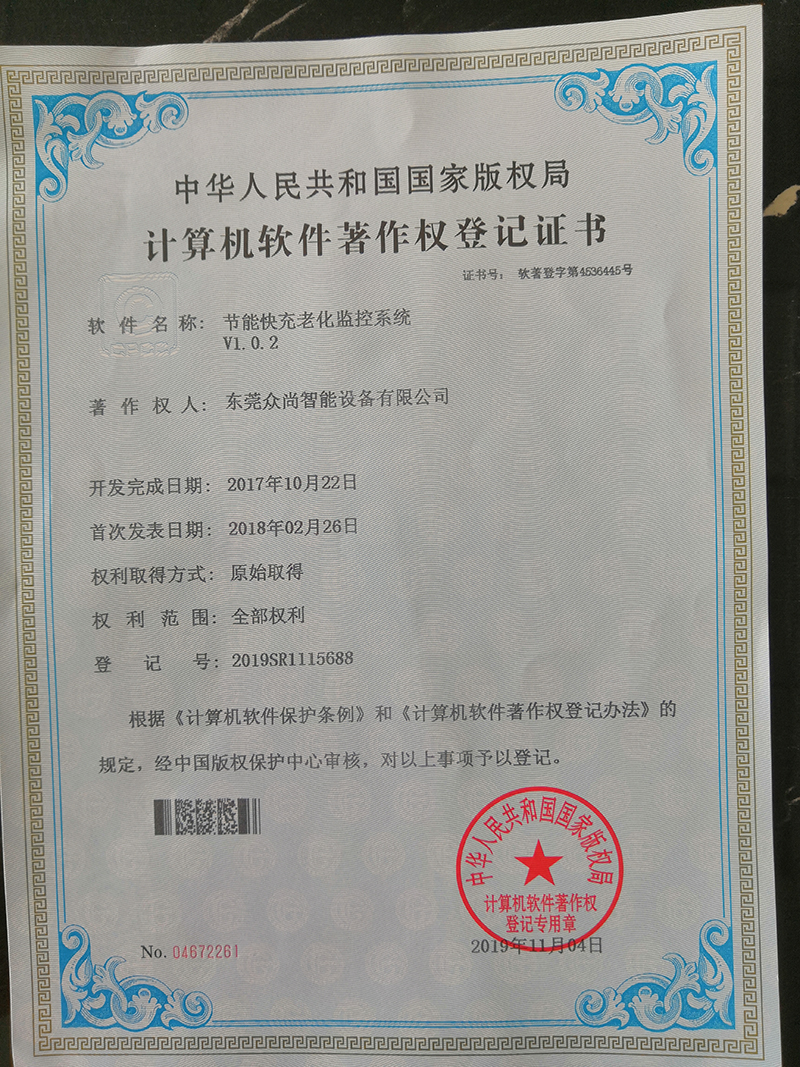 中华人民共和国国家版权局
计算机软件著作权登记证书
证书号： 软著登字第4536445号
软件名称： 节能快充老化监控系统
V1.0.2
著作权人： 东莞众尚智能设备有限公司
开发完成日期： 2017年10月22日
首次发表日期： 2018年02月26日
权利取得方式： 原始取得
权利范围： 全部权利
登记号： 2019SR1115688
根据《计算机软件保护条例》和《计算机软件著作权登记办法》的
规定，经中国版权保护中心审核，对以上事项予以登记。
中华人民共和国国家版权局
计算机软件著作权
登记专用章
No. 04672261
2019年11月04日